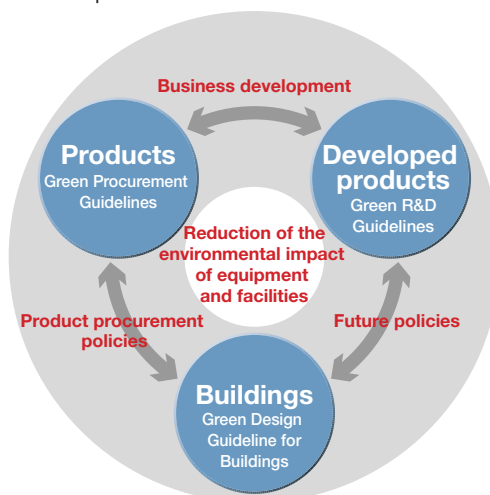 Business development
Products
Green Procurement
Guidelines
Developed
products
Green R&D
Guidelines
Reduction of the
environmental impact
of equipment
and facilities
Product procurement
policies
Future policies
Buildings
Green Design
Guideline for
Buildings